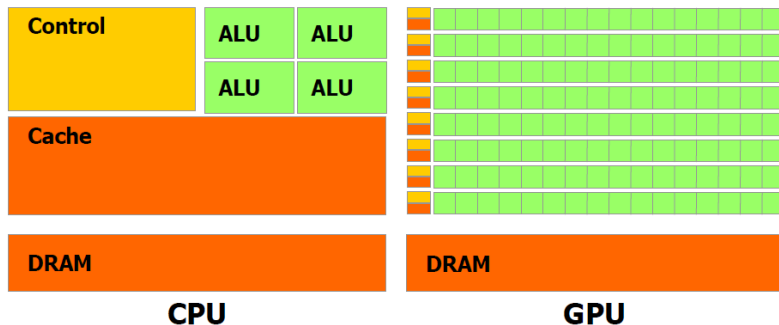 Control
ALU ALU
ALU ALU
Cache
DRAM
DRAM
CPU
GPU